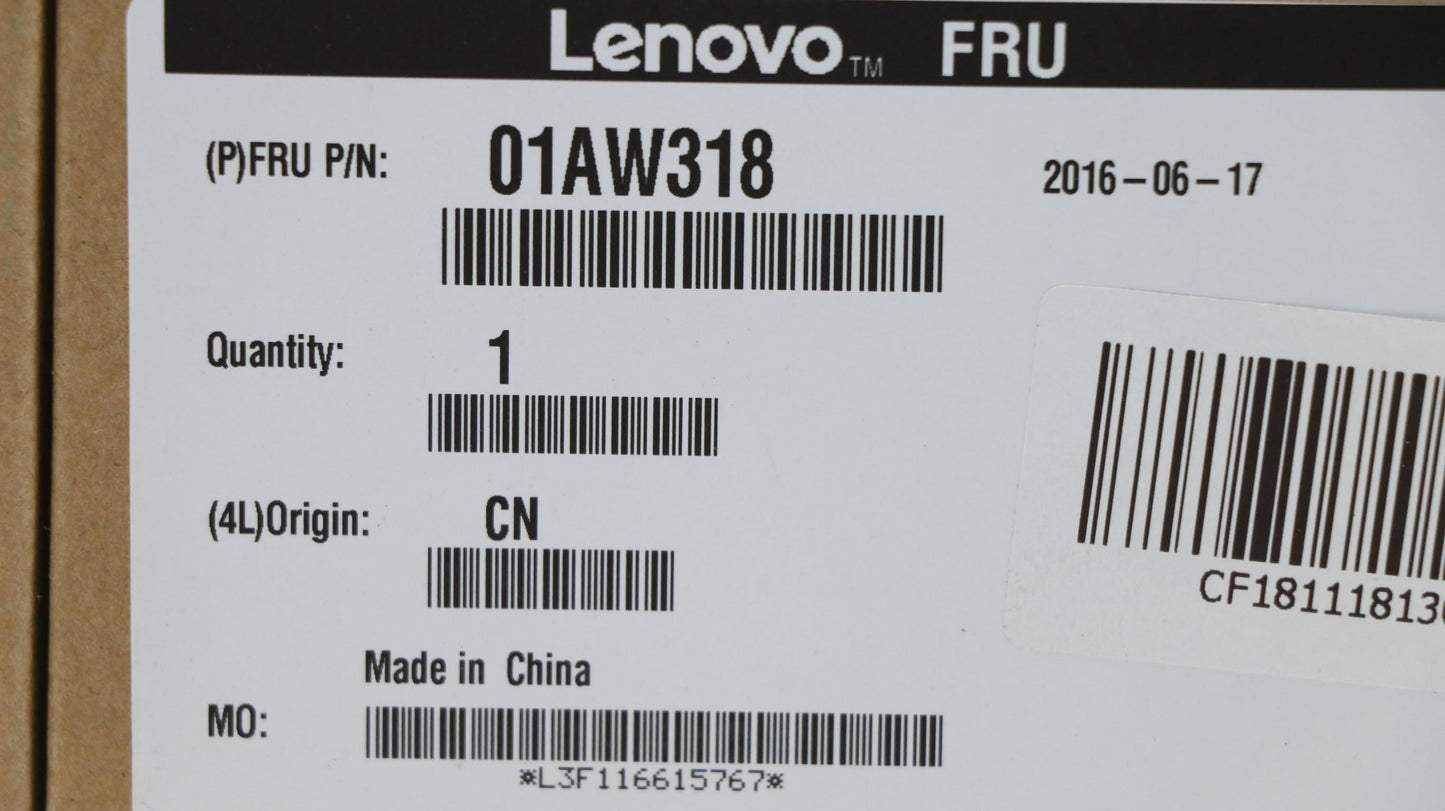 Lenovo™ FRU
(P)FRU P/N: 01AW318 2016-06-17
Quantity: 1
(4L)Origin: CN
Made in China
MO:
*L3F116615767*